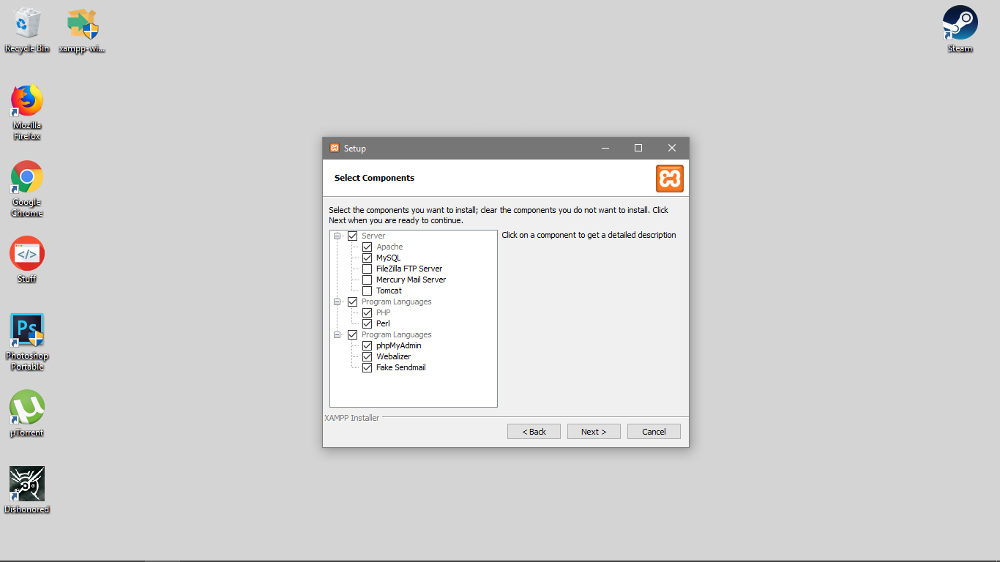 Recycle Bin
xampp-wi...
Steam
Mozilla
Firefox
Google
Chrome
</>
Stuff
Ps
Photoshop
Portable
µ
µTorrent
Dishonored
Setup
Select Components
Select the components you want to install; clear the components you do not want to install. Click
Next when you are ready to continue.
Server
Apache
MySQL
FileZilla FTP Server
Mercury Mail Server
Tomcat
Program Languages
PHP
Perl
Program Languages
phpMyAdmin
Webalizer
Fake Sendmail
Click on a component to get a detailed description
XAMPP Installer
< Back
Next >
Cancel